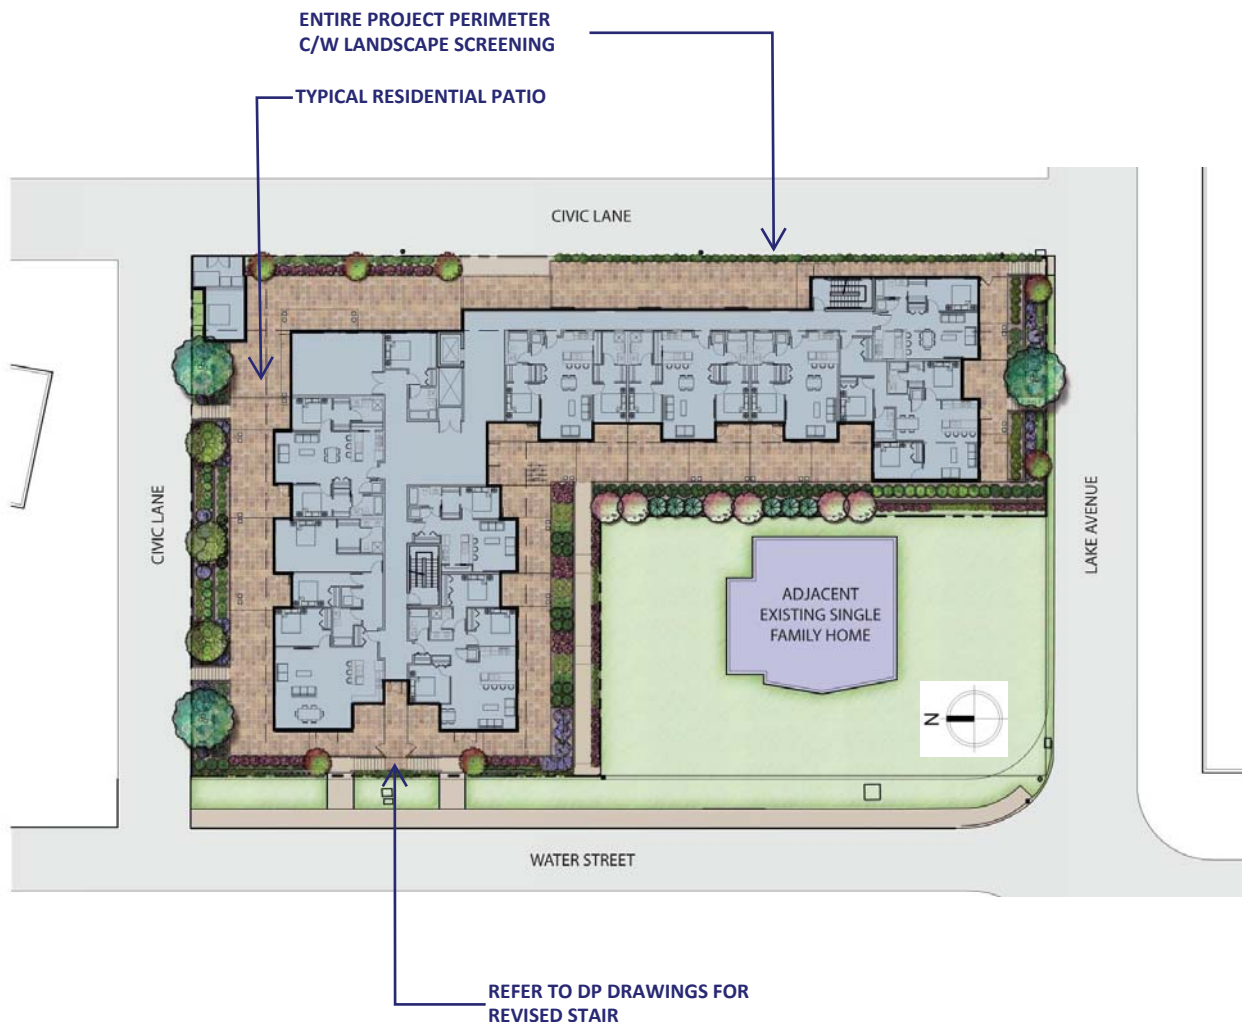 ENTIRE PROJECT PERIMETER
C/W LANDSCAPE SCREENING
TYPICAL RESIDENTIAL PATIO
CIVIC LANE
CIVIC LANE
LAKE AVENUE
ADJACENT
EXISTING SINGLE
FAMILY HOME
N
WATER STREET
REFER TO DP DRAWINGS FOR
REVISED STAIR